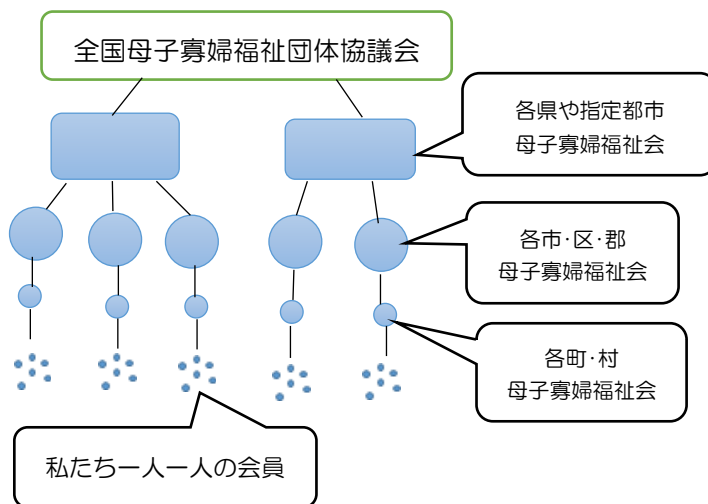 全国母子寡婦福祉団体協議会
各県や指定都市
母子寡婦福祉会
各市･区･郡
母子寡婦福祉会
各町･村
母子寡婦福祉会
私たち一人一人の会員